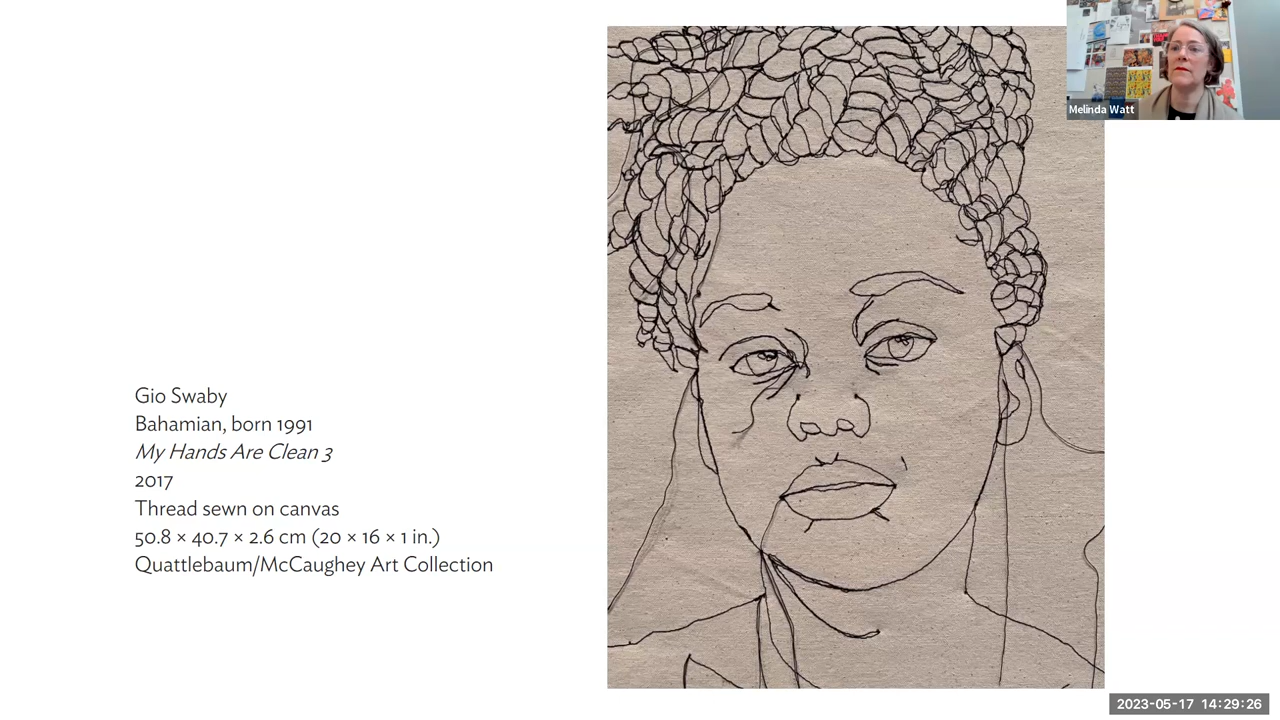 Melinda Watt
Gio Swaby
Bahamian, born 1991
My Hands Are Clean 3
2017
Thread sewn on canvas
50.8 × 40.7 × 2.6 cm (20 × 16 × 1 in.)
Quattlebaum/McCaughey Art Collection
2023-05-17 14:29:26